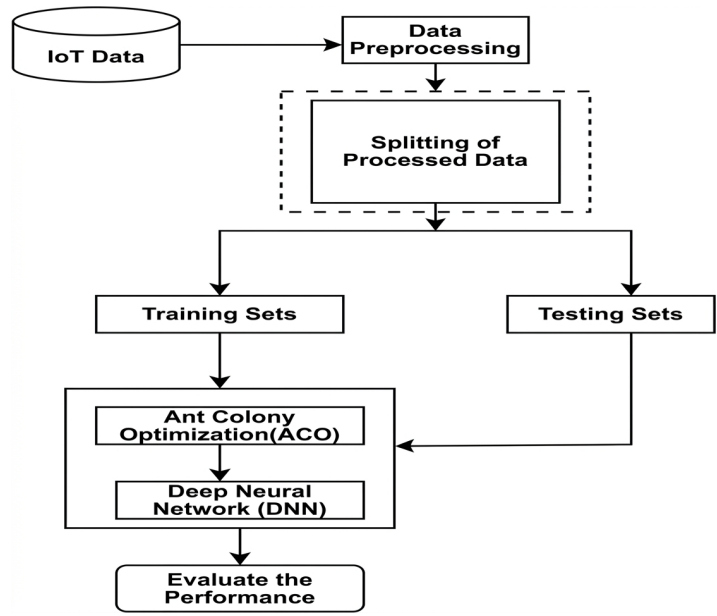 IoT Data
Data
Preprocessing
Splitting of
Processed Data
Training Sets
Testing Sets
Ant Colony
Optimization(ACO)
Deep Neural
Network (DNN)
Evaluate the
Performance